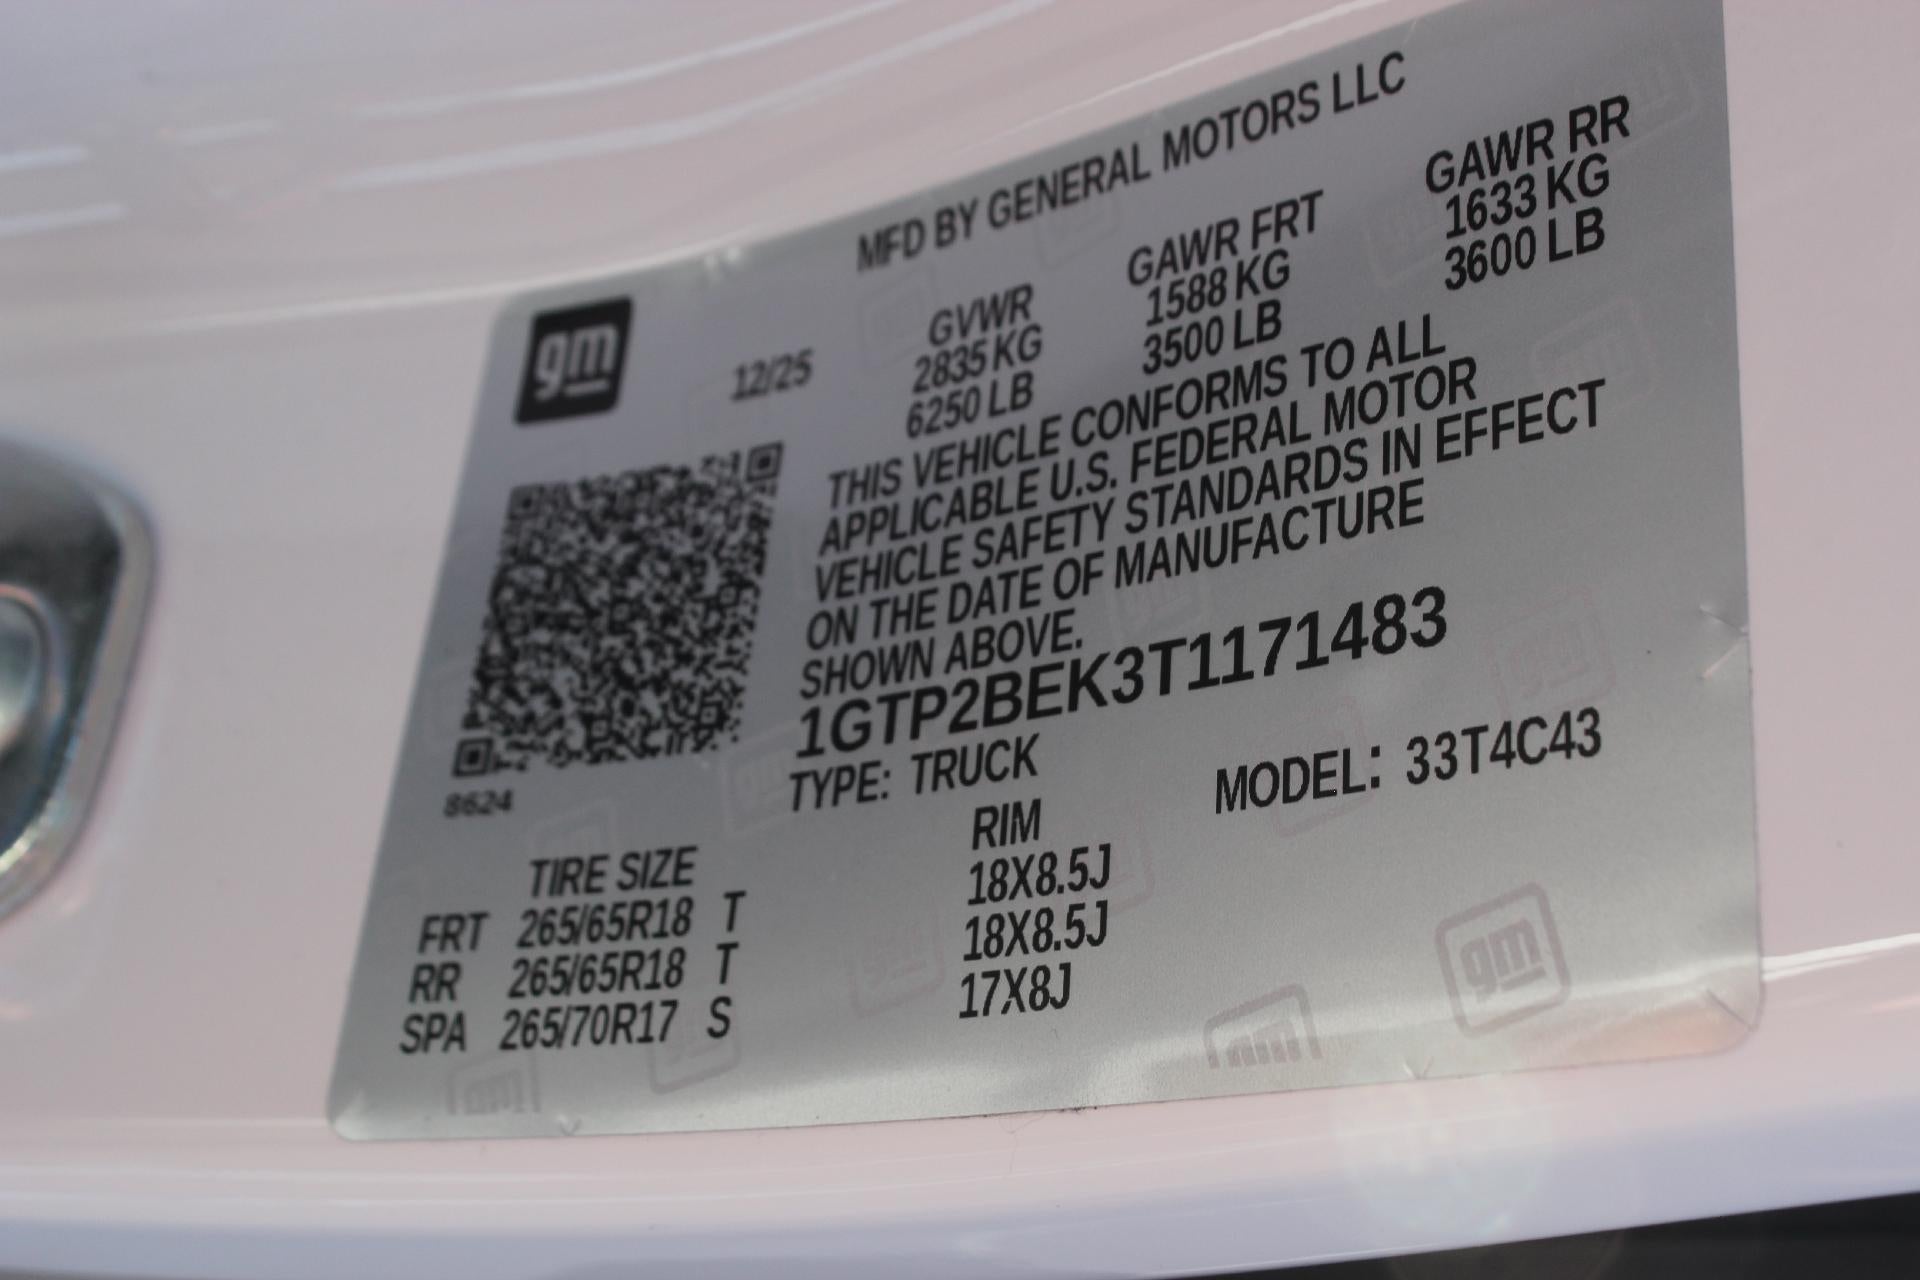 MFD BY GENERAL MOTORS LLC
gm
12/25
GVWR
2835 KG
6250 LB
GAWR FRT
1588 KG
3500 LB
GAWR RR
1633 KG
3600 LB
THIS VEHICLE CONFORMS TO ALL
APPLICABLE U.S. FEDERAL MOTOR
VEHICLE SAFETY STANDARDS IN EFFECT
ON THE DATE OF MANUFACTURE
SHOWN ABOVE.
1GTP2BEK3T1171483
TYPE: TRUCK MODEL: 33T4C43
8624
TIRE SIZE RIM
FRT 265/65R18 T 18X8.5J
RR 265/65R18 T 18X8.5J
SPA 265/70R17 S 17X8J
gm